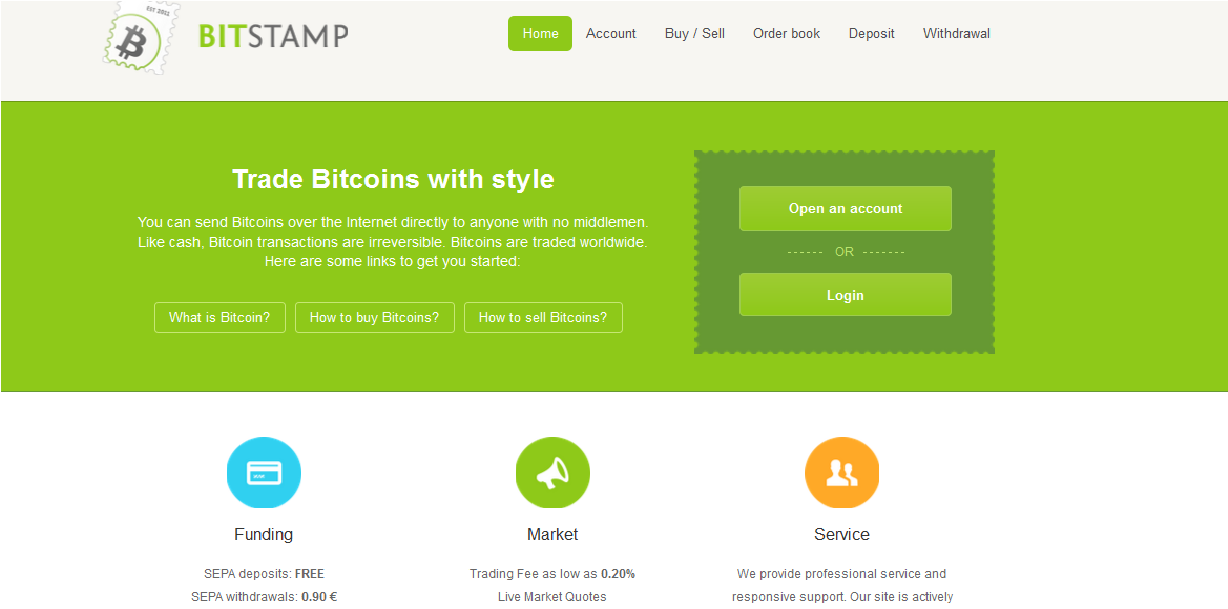 EST. 2011
BITSTAMP
Home Account Buy / Sell Order book Deposit Withdrawal
Trade Bitcoins with style
You can send Bitcoins over the Internet directly to anyone with no middlemen.
Like cash, Bitcoin transactions are irreversible. Bitcoins are traded worldwide.
Here are some links to get you started:
What is Bitcoin? How to buy Bitcoins? How to sell Bitcoins?
Open an account
------ OR -------
Login
Funding
SEPA deposits: FREE
SEPA withdrawals: 0.90 €
Market
Trading Fee as low as 0.20%
Live Market Quotes
Service
We provide professional service and
responsive support. Our site is actively